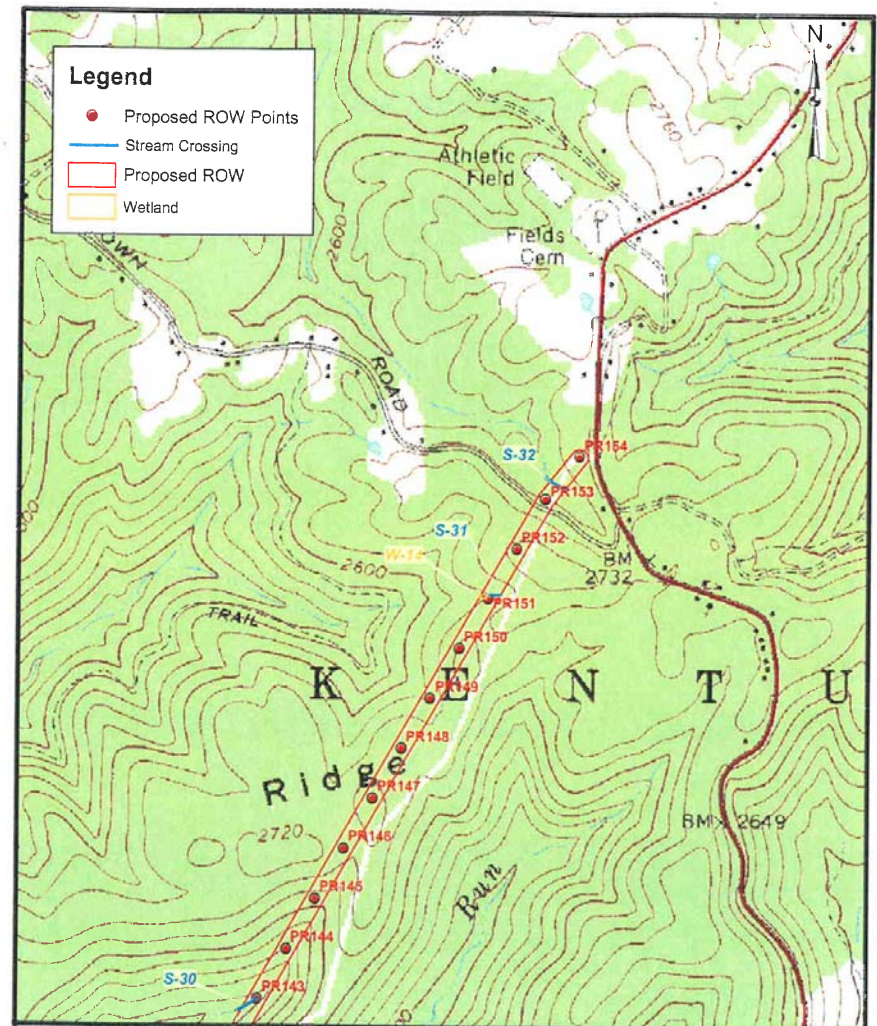 Legend
Proposed ROW Points
Stream Crossing
Proposed ROW
Wetland
N
2760
Athletic
Field
Fields
Cem
2600
OWN
ROAD
S-32
PR154
PR153
S-31
PR152
BM
2732
W-14
2600
PR151
TRAIL
PR150
K E N T U
PR149
PR148
Ridge
PR147
BM X 2649
2720
PR146
PR145
Run
PR144
S-30
PR143